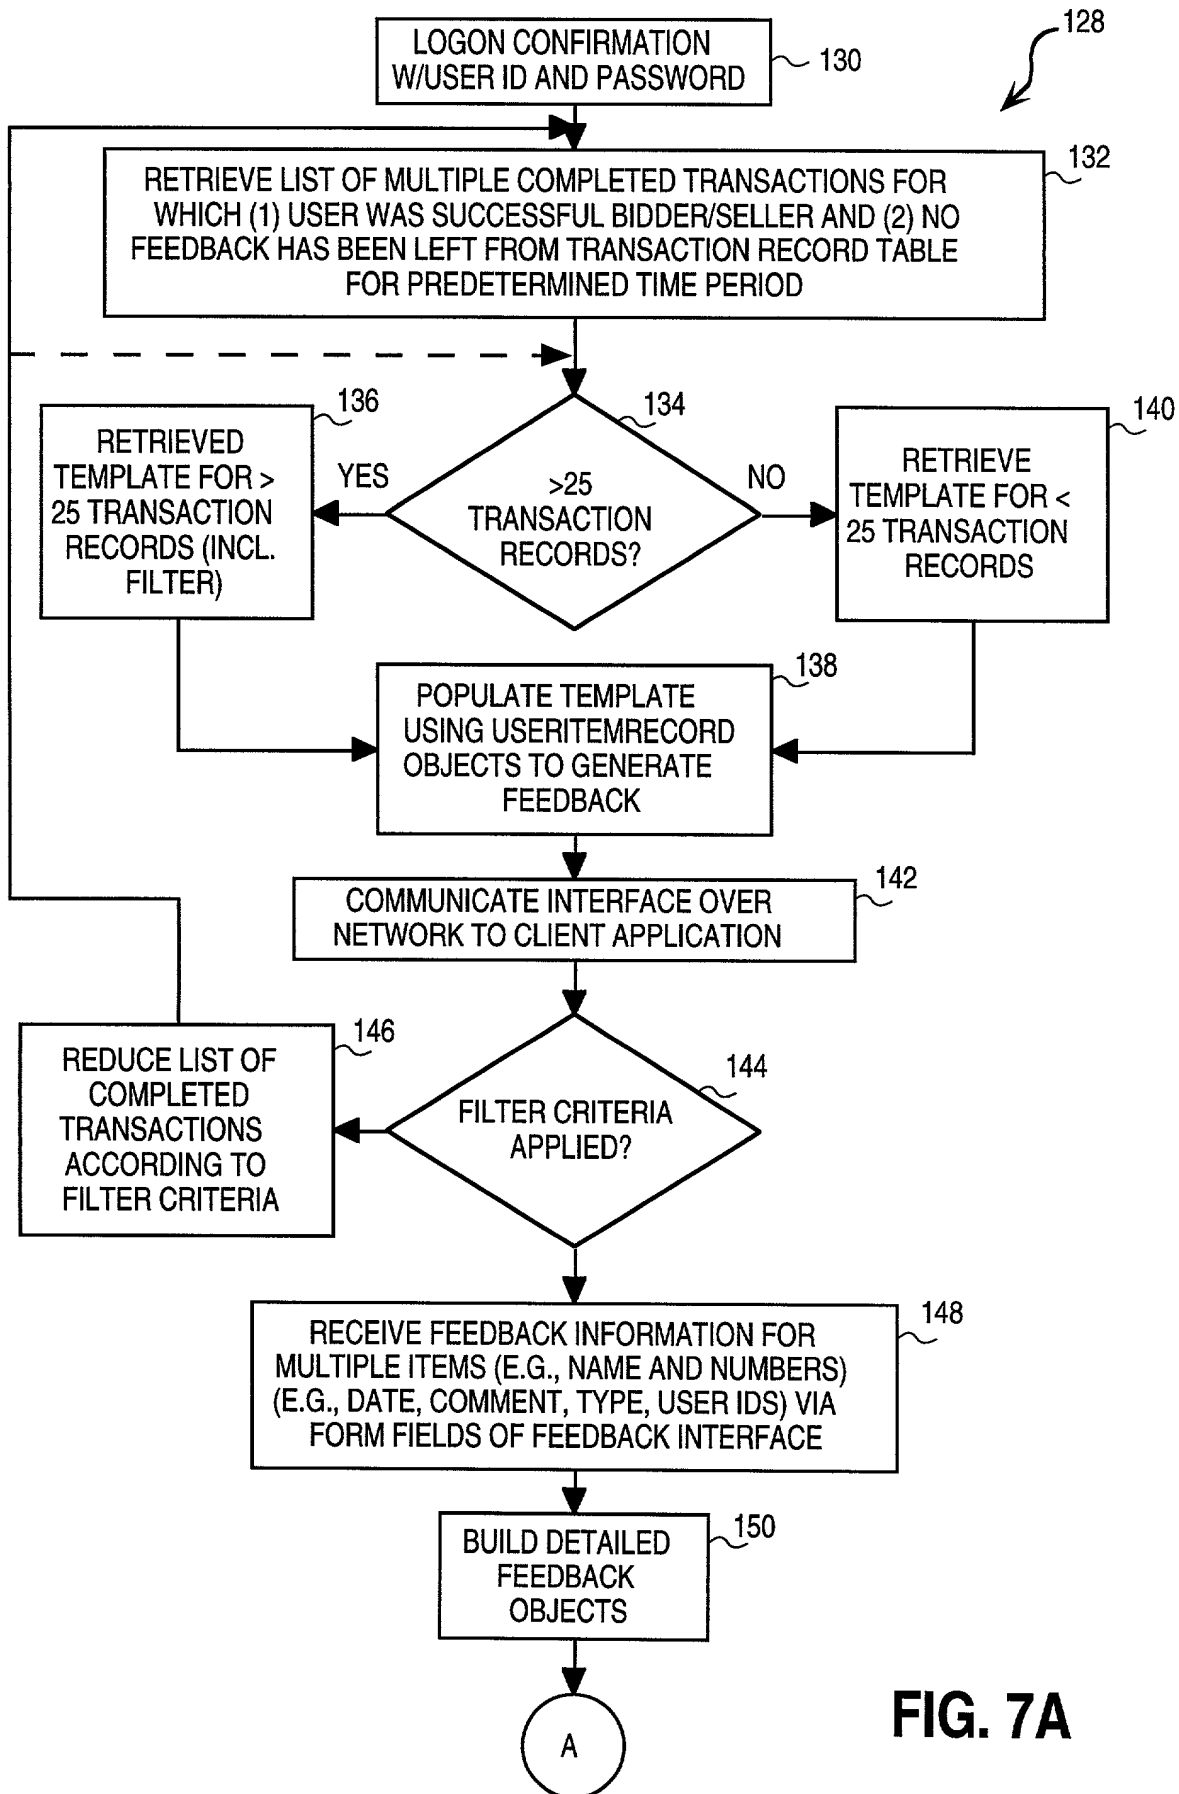 128
LOGON CONFIRMATION
W/USER ID AND PASSWORD
130
132
RETRIEVE LIST OF MULTIPLE COMPLETED TRANSACTIONS FOR
WHICH (1) USER WAS SUCCESSFUL BIDDER/SELLER AND (2) NO
FEEDBACK HAS BEEN LEFT FROM TRANSACTION RECORD TABLE
FOR PREDETERMINED TIME PERIOD
136
RETRIEVED
TEMPLATE FOR >
25 TRANSACTION
RECORDS (INCL.
FILTER)
YES
134
>25
TRANSACTION
RECORDS?
NO
140
RETRIEVE
TEMPLATE FOR <
25 TRANSACTION
RECORDS
138
POPULATE TEMPLATE
USING USERITEMRECORD
OBJECTS TO GENERATE
FEEDBACK
142
COMMUNICATE INTERFACE OVER
NETWORK TO CLIENT APPLICATION
146
REDUCE LIST OF
COMPLETED
TRANSACTIONS
ACCORDING TO
FILTER CRITERIA
144
FILTER CRITERIA
APPLIED?
148
RECEIVE FEEDBACK INFORMATION FOR
MULTIPLE ITEMS (E.G., NAME AND NUMBERS)
(E.G., DATE, COMMENT, TYPE, USER IDS) VIA
FORM FIELDS OF FEEDBACK INTERFACE
150
BUILD DETAILED
FEEDBACK
OBJECTS
A
FIG. 7A